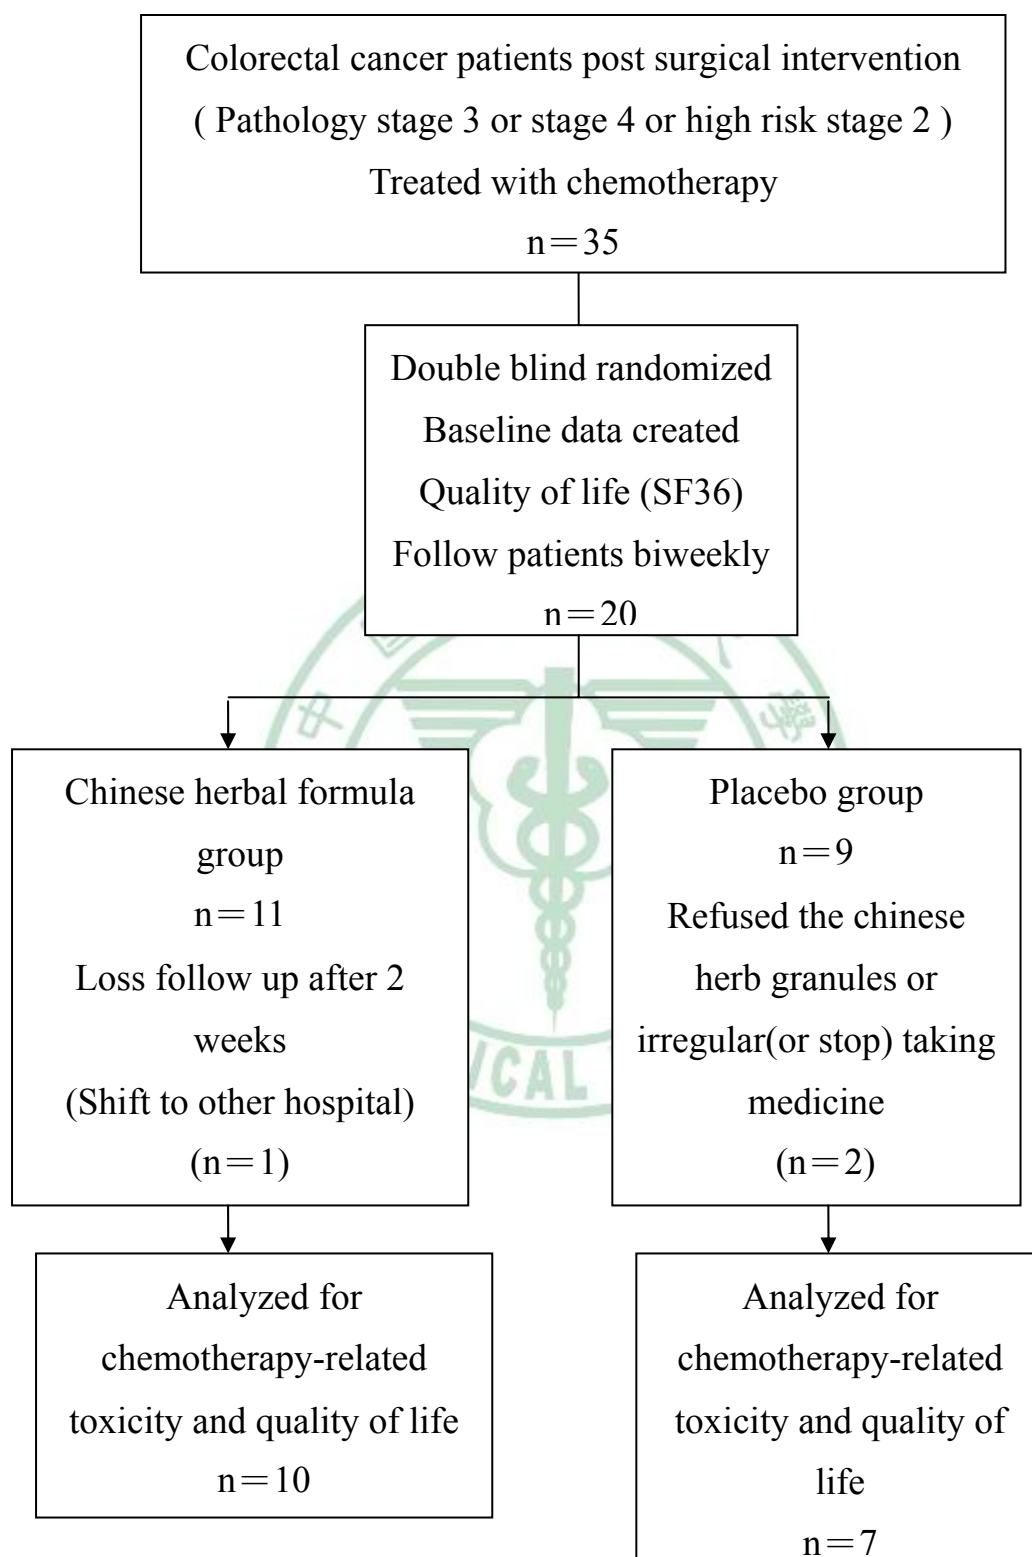 Colorectal cancer patients post surgical intervention
( Pathology stage 3 or stage 4 or high risk stage 2 )
Treated with chemotherapy
n＝35
Double blind randomized
Baseline data created
Quality of life (SF36)
Follow patients biweekly
n＝20
中
學
Chinese herbal formula
group
n＝11
Loss follow up after 2
weeks
(Shift to other hospital)
(n＝1)
Placebo group
n＝9
Refused the chinese
herb granules or
irregular(or stop) taking
medicine
(n＝2)
ICAL
Analyzed for
chemotherapy-related
toxicity and quality of life
n＝10
Analyzed for
chemotherapy-related
toxicity and quality of
life
n＝7